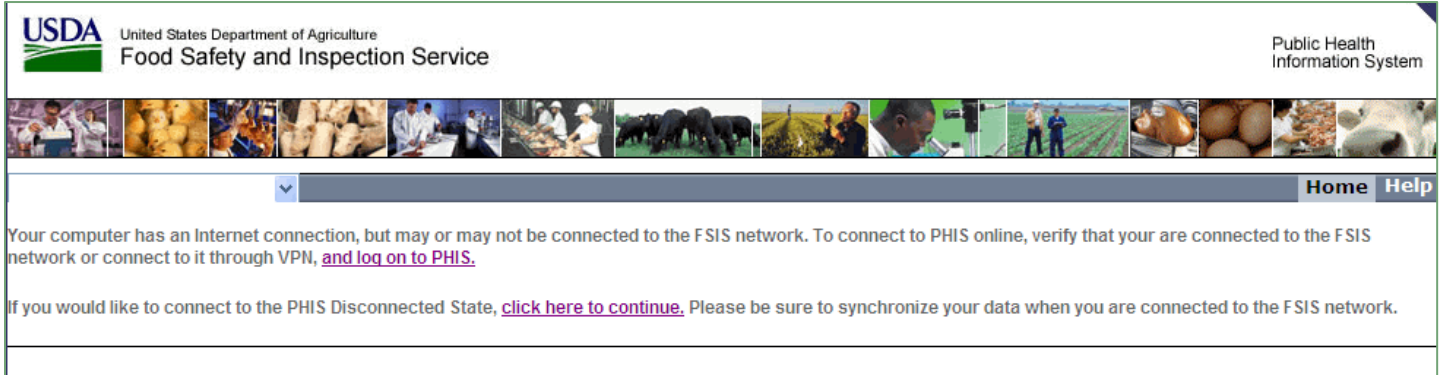 USDA
United States Department of Agriculture
Food Safety and Inspection Service
Public Health
Information System
Home Help
Your computer has an Internet connection, but may or may not be connected to the FSIS network. To connect to PHIS online, verify that your are connected to the FSIS
network or connect to it through VPN, and log on to PHIS.
If you would like to connect to the PHIS Disconnected State, click here to continue. Please be sure to synchronize your data when you are connected to the FSIS network.